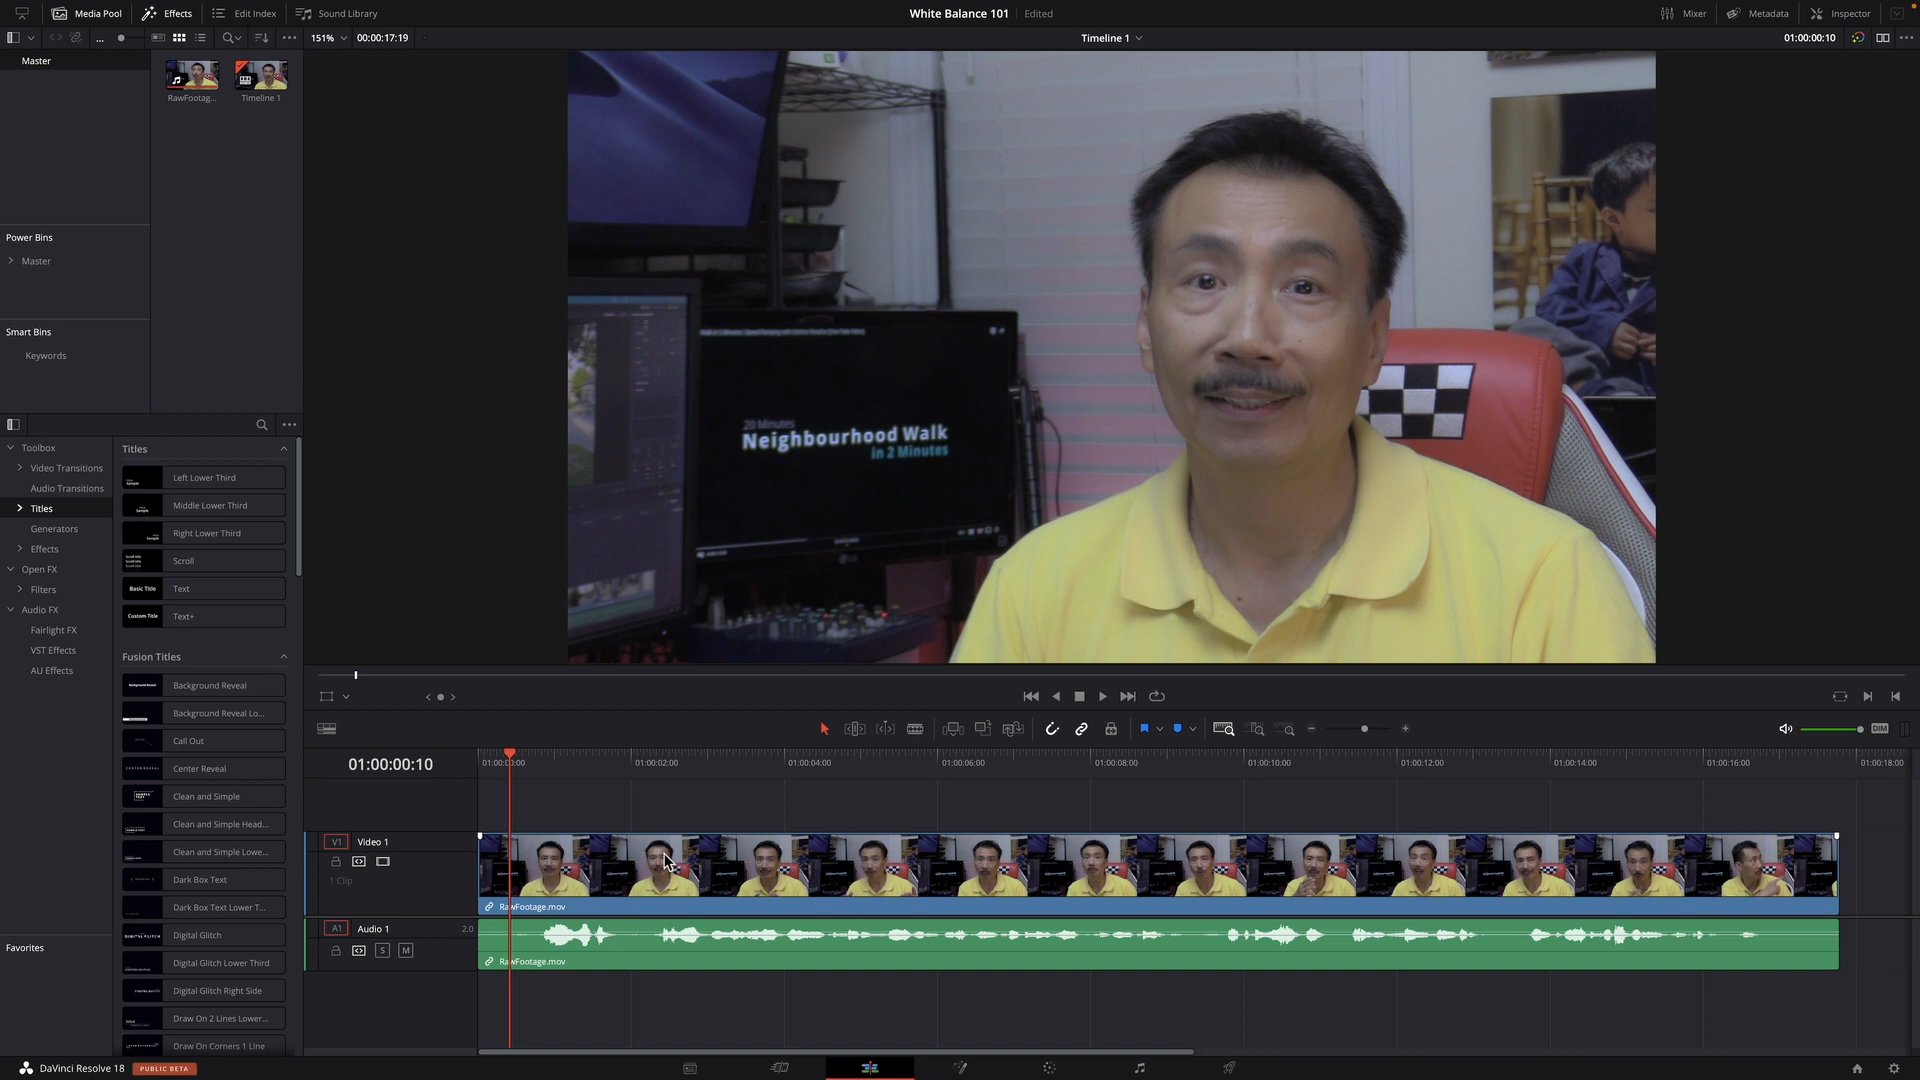 Media Pool
Effects
Edit Index
Sound Library
White Balance 101
Edited
Mixer
Metadata
Inspector
...
151%
00:00:17:19
Timeline 1
01:00:00:10
Master
RawFootag...
Timeline 1
Power Bins
Master
Smart Bins
Keywords
20 Minutes
Neighbourhood Walk
in 2 Minutes
Toolbox
Video Transitions
Audio Transitions
Titles
Generators
Effects
Open FX
Filters
Audio FX
Fairlight FX
VST Effects
AU Effects
Favorites
Titles
Left Lower Third
Middle Lower Third
Right Lower Third
Scroll
Basic Title
Text
Custom Title
Text+
Fusion Titles
Background Reveal
Background Reveal Lo...
Call Out
Center Reveal
Clean and Simple
Clean and Simple Head...
Clean and Simple Lowe...
Dark Box Text
Dark Box Text Lower T...
Digital Glitch
Digital Glitch Lower Third
Digital Glitch Right Side
Draw On 2 Lines Lower...
Draw On Corners 1 Line
DIM
01:00:00:10
01:00:00:00
01:00:02:00
01:00:04:00
01:00:06:00
01:00:08:00
01:00:10:00
01:00:12:00
01:00:14:00
01:00:16:00
01:00:18:00
V1
Video 1
1 Clip
RawFootage.mov
A1
Audio 1
2.0
S
M
RawFootage.mov
DaVinci Resolve 18
PUBLIC BETA